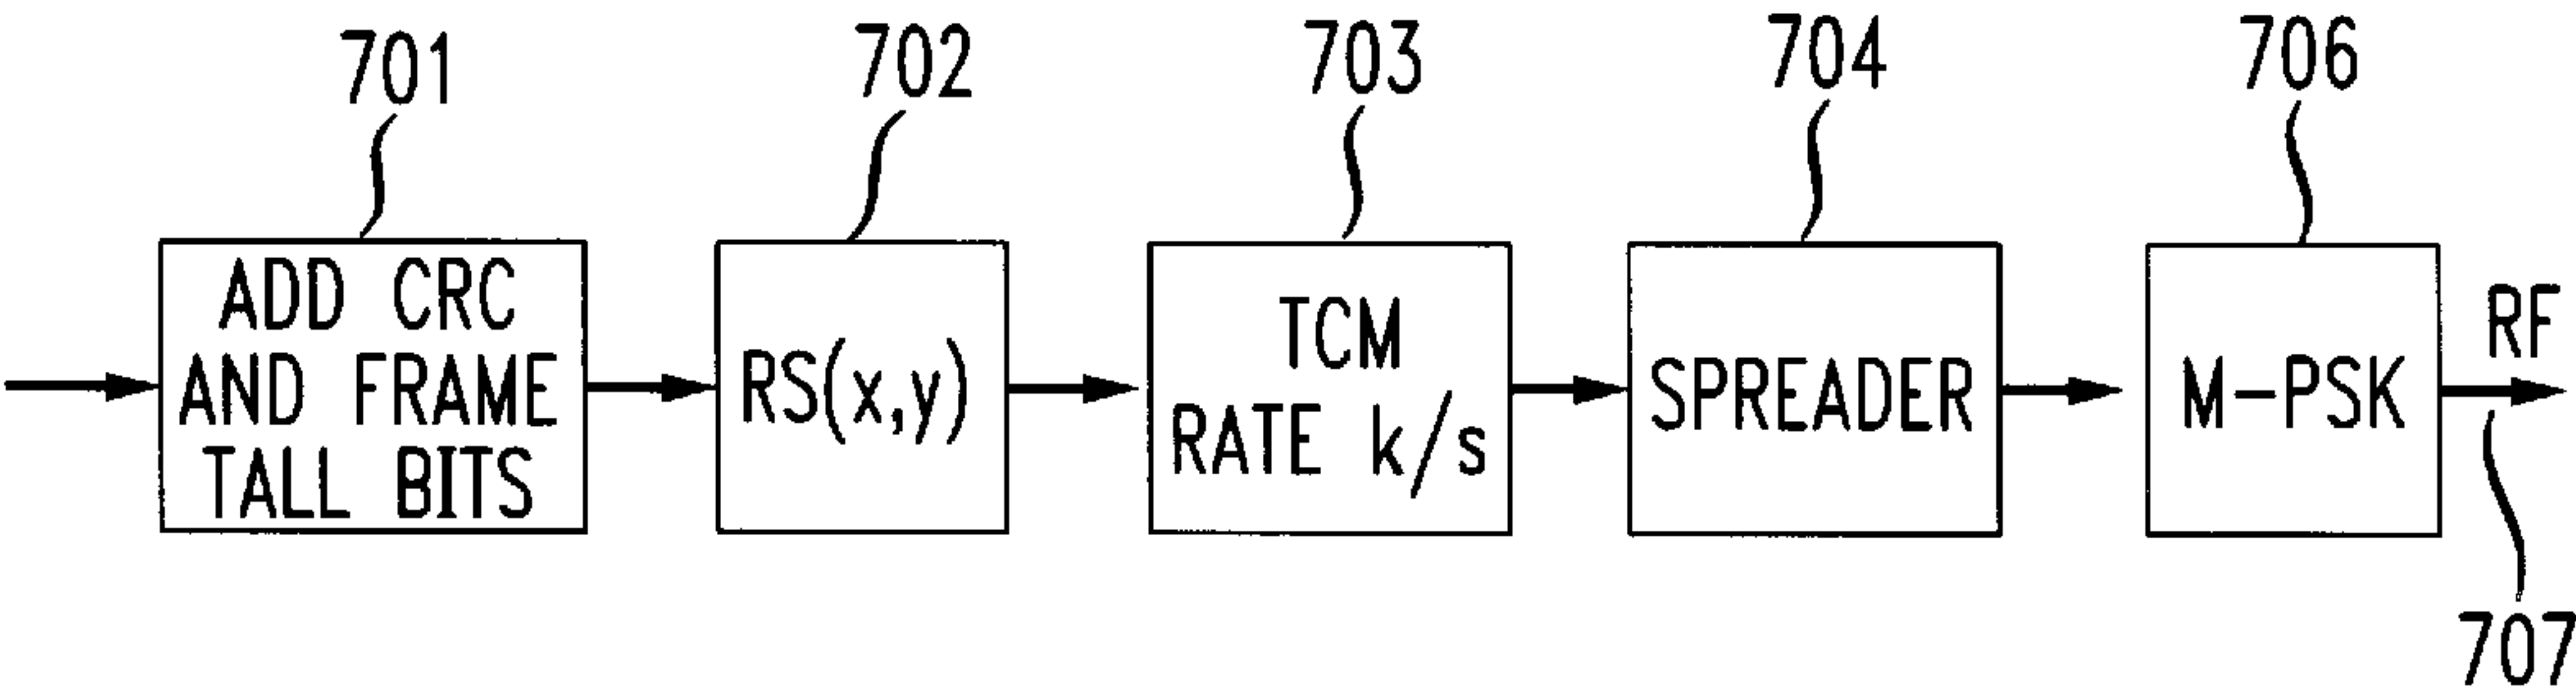 701
702
703
704
706
ADD CRC
AND FRAME
TALL BITS
RS(x,y)
TCM
RATE k/s
SPREADER
M-PSK
RF
707